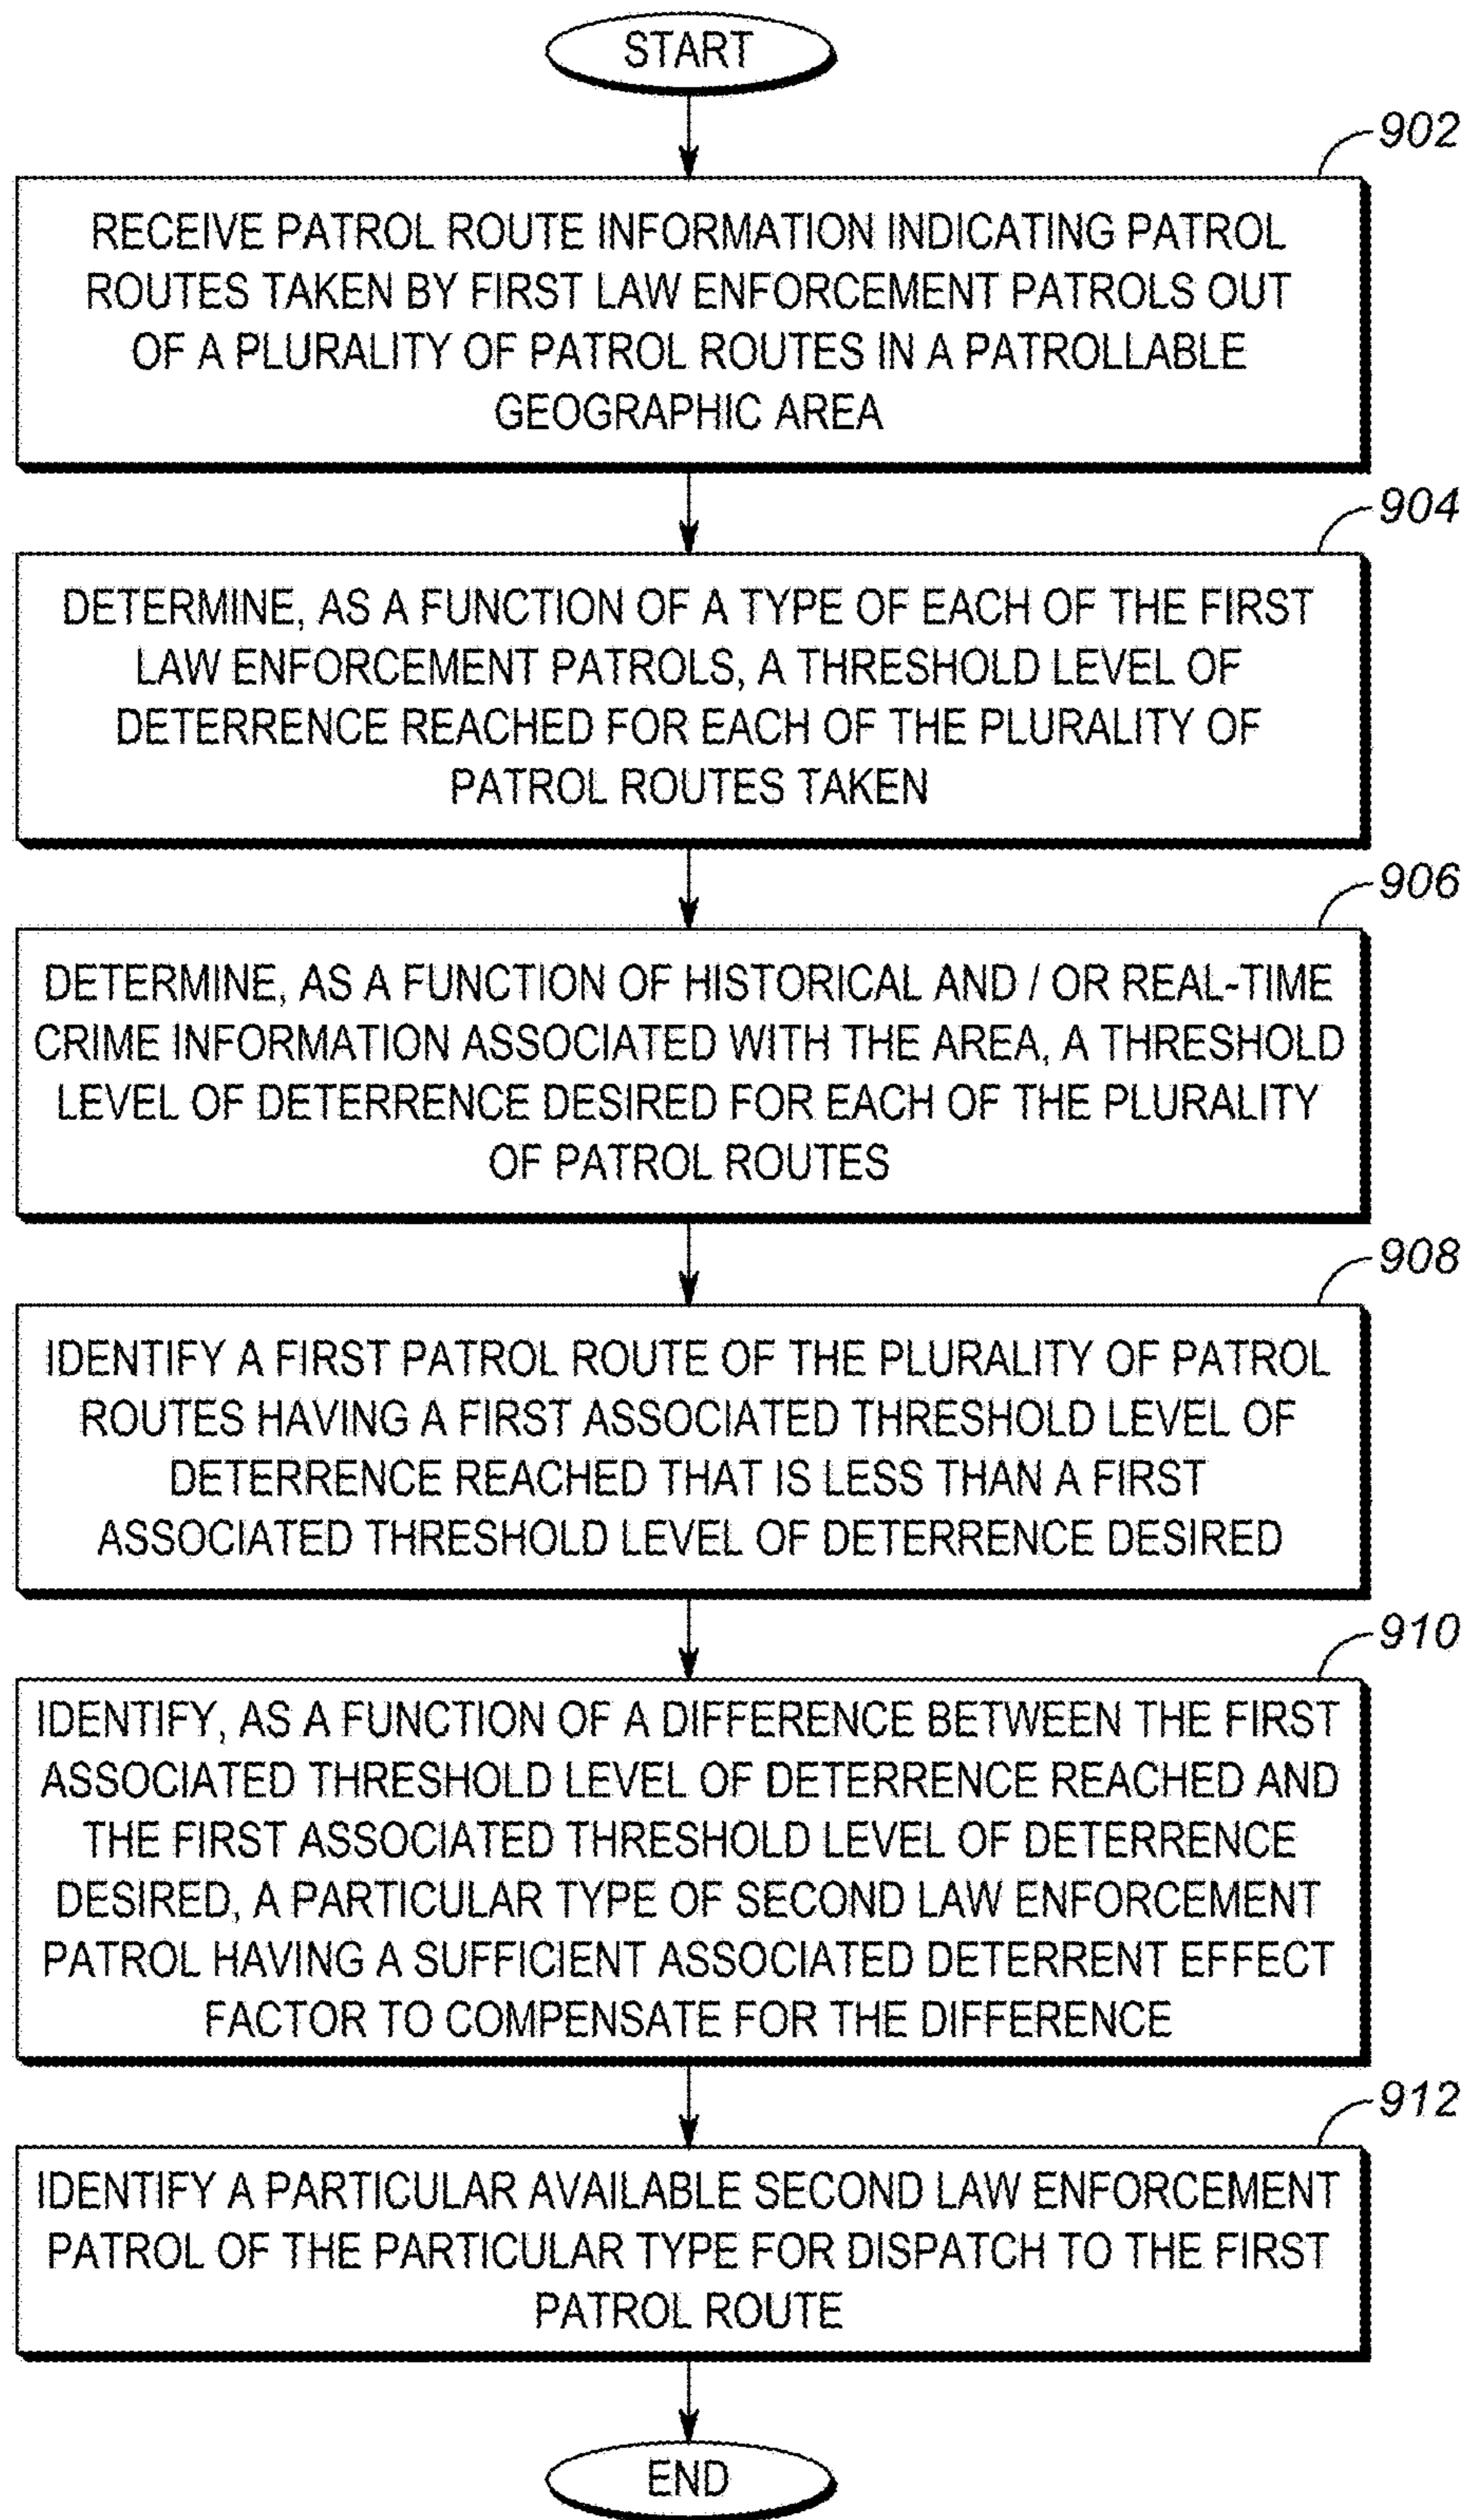 START
902
RECEIVE PATROL ROUTE INFORMATION INDICATING PATROL
ROUTES TAKEN BY FIRST LAW ENFORCEMENT PATROLS OUT
OF A PLURALITY OF PATROL ROUTES IN A PATROLLABLE
GEOGRAPHIC AREA
904
DETERMINE, AS A FUNCTION OF A TYPE OF EACH OF THE FIRST
LAW ENFORCEMENT PATROLS, A THRESHOLD LEVEL OF
DETERRENCE REACHED FOR EACH OF THE PLURALITY OF
PATROL ROUTES TAKEN
906
DETERMINE, AS A FUNCTION OF HISTORICAL AND / OR REAL-TIME
CRIME INFORMATION ASSOCIATED WITH THE AREA, A THRESHOLD
LEVEL OF DETERRENCE DESIRED FOR EACH OF THE PLURALITY
OF PATROL ROUTES
908
IDENTIFY A FIRST PATROL ROUTE OF THE PLURALITY OF PATROL
ROUTES HAVING A FIRST ASSOCIATED THRESHOLD LEVEL OF
DETERRENCE REACHED THAT IS LESS THAN A FIRST
ASSOCIATED THRESHOLD LEVEL OF DETERRENCE DESIRED
910
IDENTIFY, AS A FUNCTION OF A DIFFERENCE BETWEEN THE FIRST
ASSOCIATED THRESHOLD LEVEL OF DETERRENCE REACHED AND
THE FIRST ASSOCIATED THRESHOLD LEVEL OF DETERRENCE
DESIRED, A PARTICULAR TYPE OF SECOND LAW ENFORCEMENT
PATROL HAVING A SUFFICIENT ASSOCIATED DETERRENT EFFECT
FACTOR TO COMPENSATE FOR THE DIFFERENCE
912
IDENTIFY A PARTICULAR AVAILABLE SECOND LAW ENFORCEMENT
PATROL OF THE PARTICULAR TYPE FOR DISPATCH TO THE FIRST
PATROL ROUTE
END